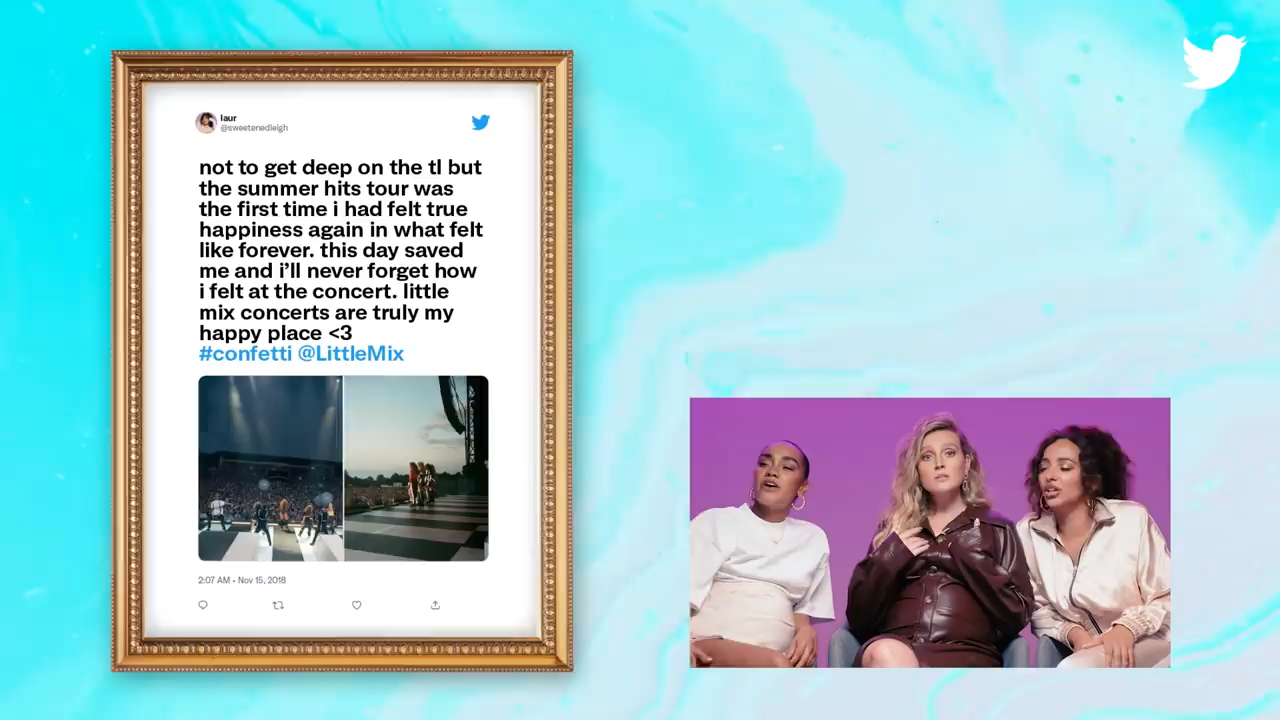 laur
@sweetenedleigh
not to get deep on the tl but
the summer hits tour was
the first time i had felt true
happiness again in what felt
like forever. this day saved
me and i'll never forget how
i felt at the concert. little
mix concerts are truly my
happy place <3
#confetti @LittleMix
2:07 AM • Nov 15, 2018